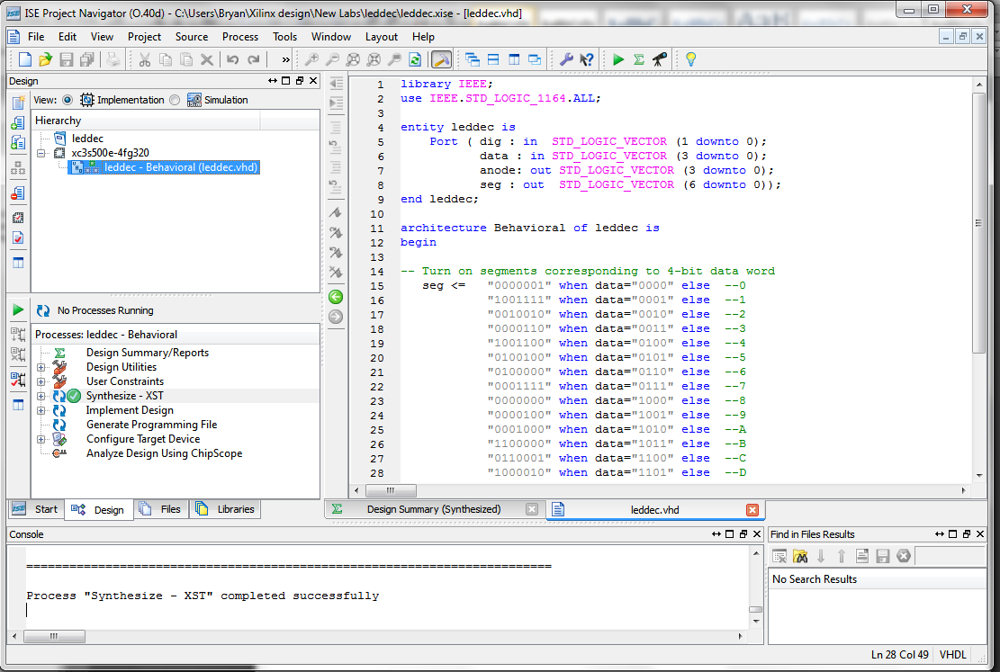 ISE Project Navigator (O.40d) - C:\Users\Bryan\Xilinx design\New Labs\leddec\leddec.xise - [leddec.vhd]
File Edit View Project Source Process Tools Window Layout Help
Design
View: Implementation Simulation
Hierarchy
leddec
xc3s500e-4fg320
leddec - Behavioral (leddec.vhd)
No Processes Running
Processes: leddec - Behavioral
Design Summary/Reports
Design Utilities
User Constraints
Synthesize - XST
Implement Design
Generate Programming File
Configure Target Device
Analyze Design Using ChipScope
Start Design Files Libraries
1 library IEEE;
2 use IEEE.STD_LOGIC_1164.ALL;
3
4 entity leddec is
5 Port ( dig : in STD_LOGIC_VECTOR (1 downto 0);
6 data : in STD_LOGIC_VECTOR (3 downto 0);
7 anode: out STD_LOGIC_VECTOR (3 downto 0);
8 seg : out STD_LOGIC_VECTOR (6 downto 0));
9 end leddec;
10
11 architecture Behavioral of leddec is
12 begin
13
14 -- Turn on segments corresponding to 4-bit data word
15 seg <= "0000001" when data="0000" else --0
16 "1001111" when data="0001" else --1
17 "0010010" when data="0010" else --2
18 "0000110" when data="0011" else --3
19 "1001100" when data="0100" else --4
20 "0100100" when data="0101" else --5
21 "0100000" when data="0110" else --6
22 "0001111" when data="0111" else --7
23 "0000000" when data="1000" else --8
24 "0000100" when data="1001" else --9
25 "0001000" when data="1010" else --A
26 "1100000" when data="1011" else --B
27 "0110001" when data="1100" else --C
28 "1000010" when data="1101" else --D
Design Summary (Synthesized) leddec.vhd
Console
=========================================================================
Process "Synthesize - XST" completed successfully
Find in Files Results
No Search Results
Ln 28 Col 49 VHDL